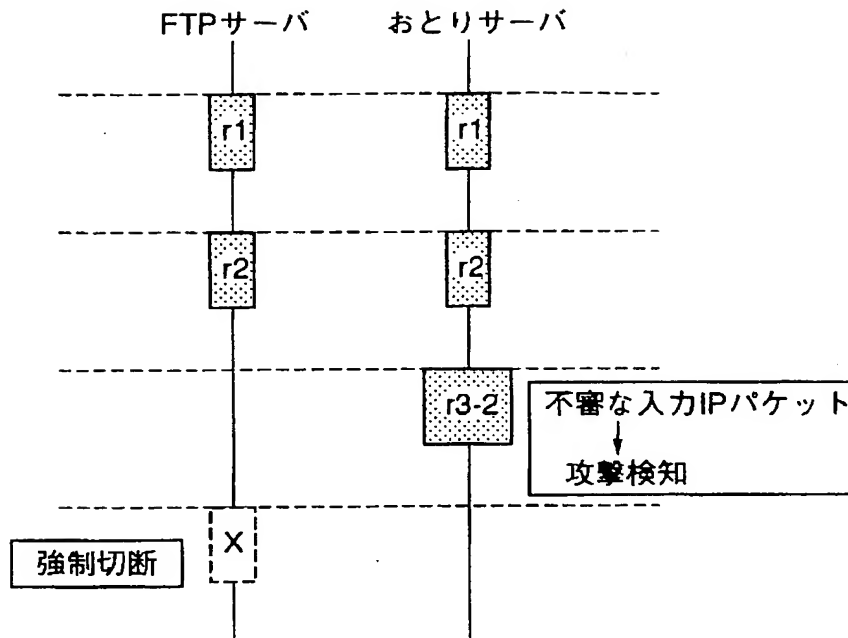 FTPサーバ
おとりサーバ
r1
r1
r2
r2
r3-2
不審な入力IPパケット
↓
攻撃検知
X
強制切断